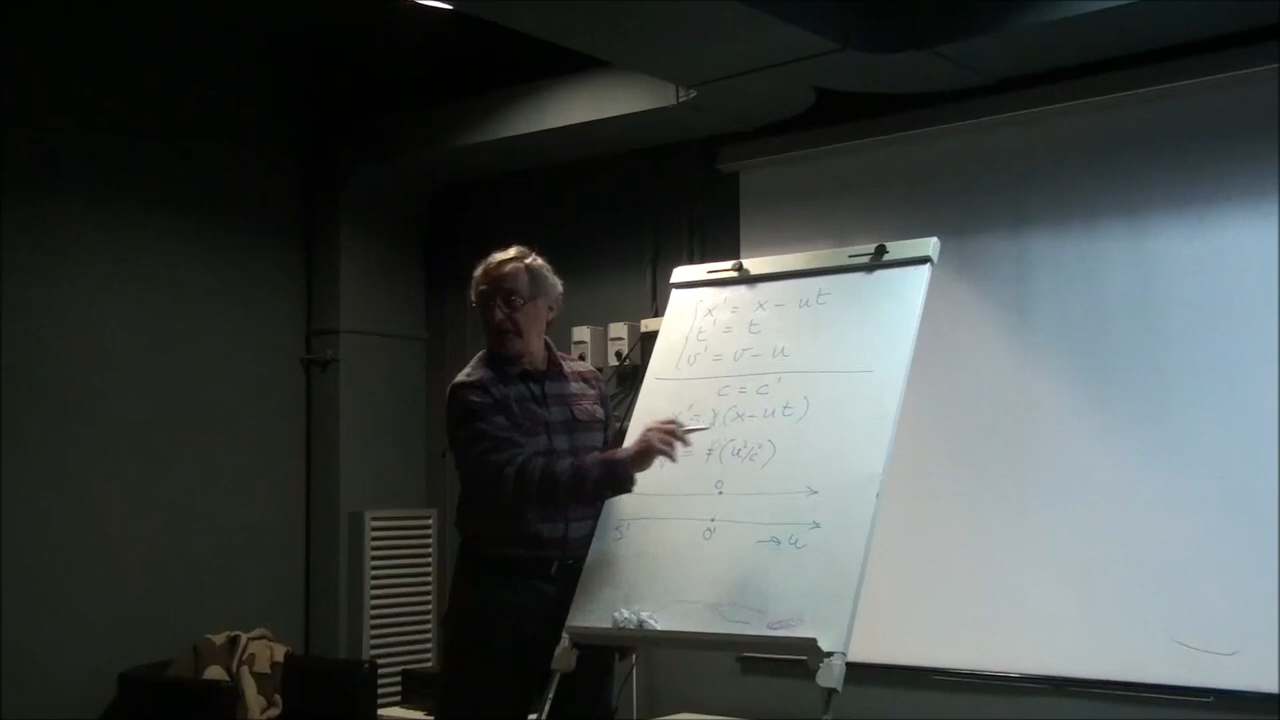 x' = x - ut
t' = t
v' = v - u
c = c'
x' = γ(x - ut)
= f(u²/c²)
O
S' O' → u